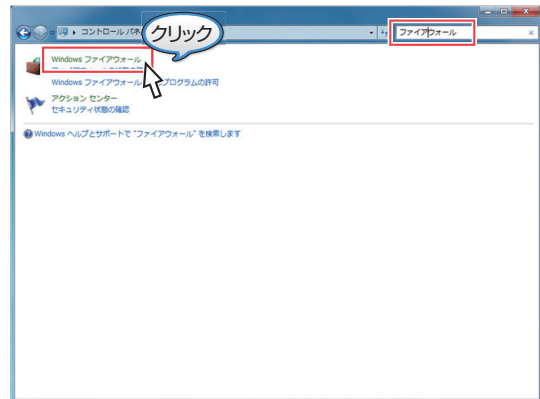 コントロール パネ
クリック
ファイアウォール
Windows ファイアウォール
Windows ファイアウォール
プログラムの許可
アクション センター
セキュリティ状態の確認
Windows ヘルプとサポートで "ファイアウォール" を検索します